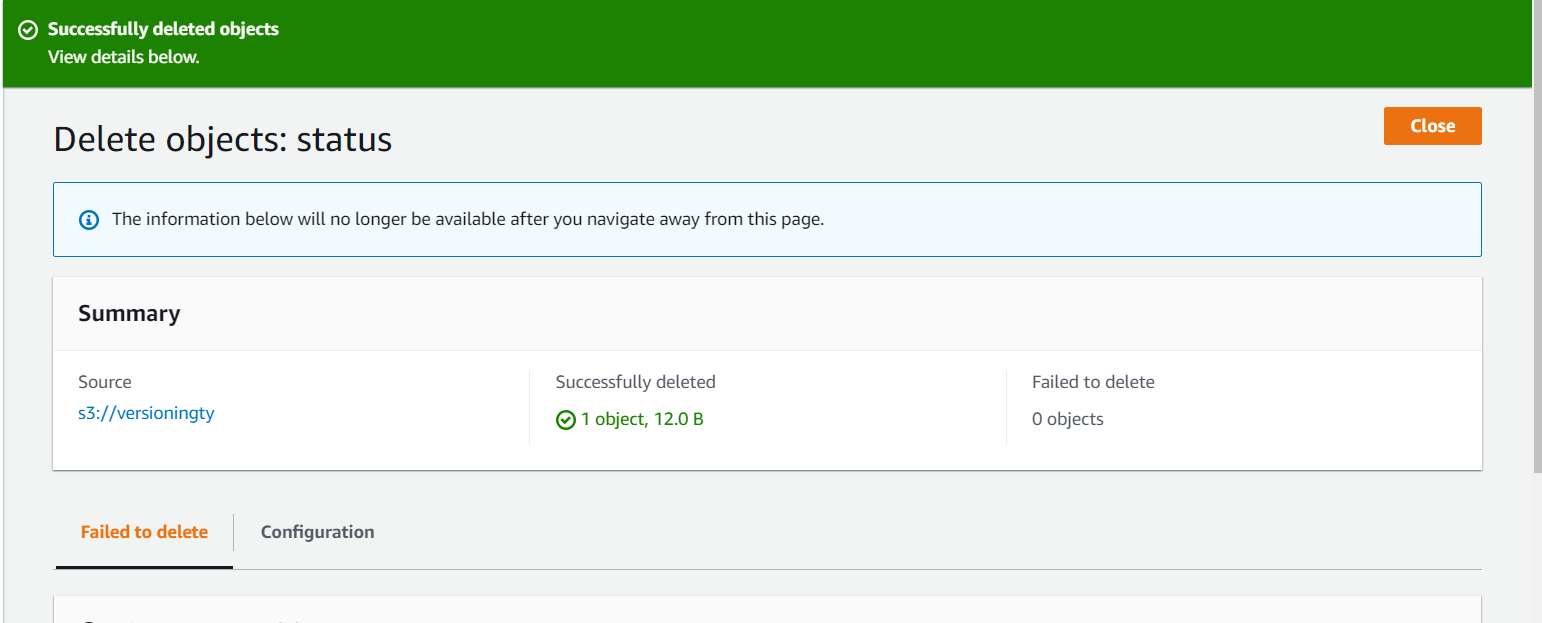 Successfully deleted objects
View details below.
Delete objects: status
Close
The information below will no longer be available after you navigate away from this page.
Summary
Source
s3://versioningty
Successfully deleted
1 object, 12.0 B
Failed to delete
0 objects
Failed to delete
Configuration